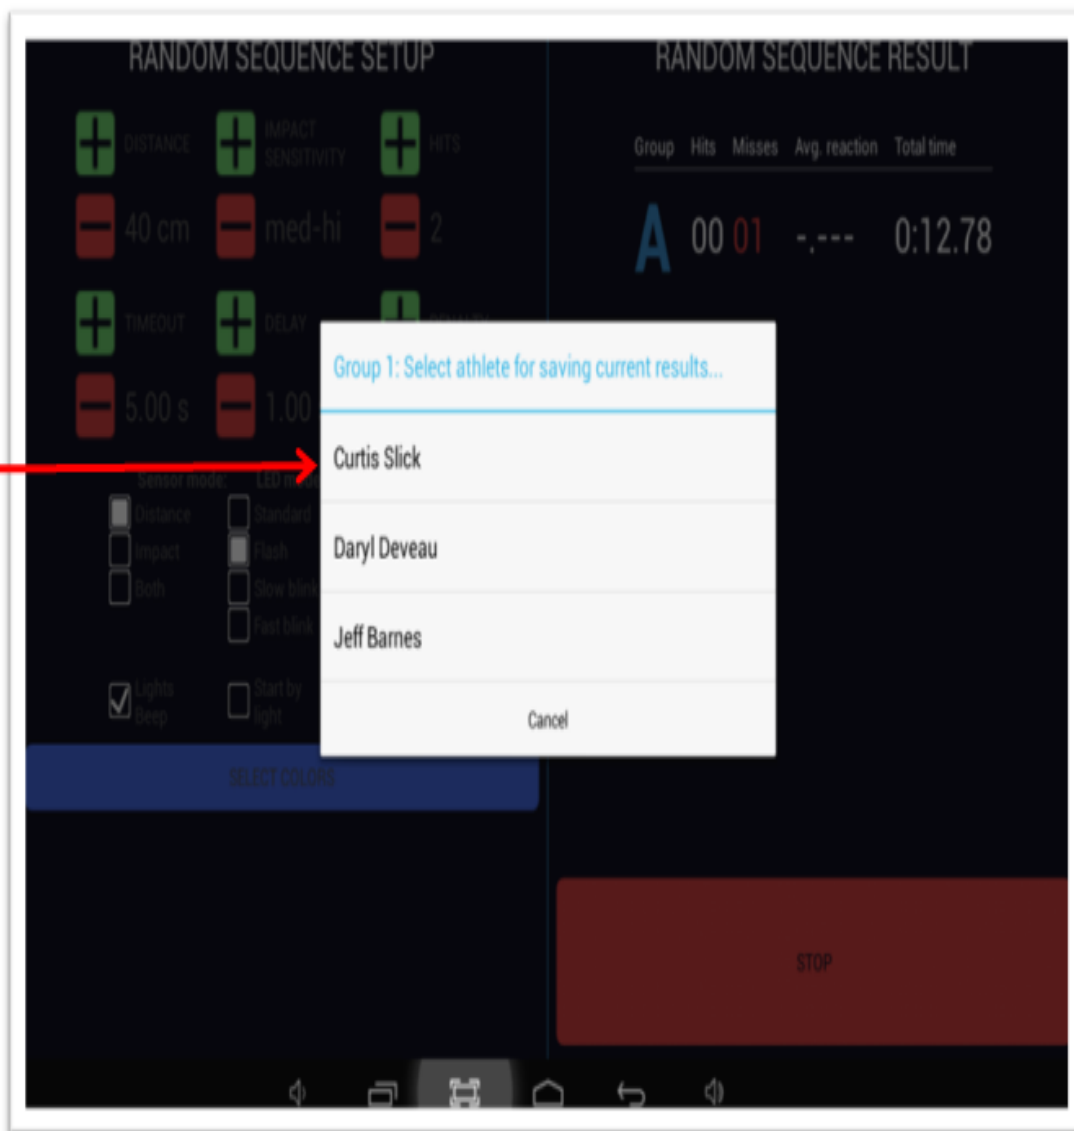 RANDOM SEQUENCE SETUP
DISTANCE
IMPACT
SENSITIVITY
HITS
40 cm
med-hi
2
TIMEOUT
DELAY
PENALTY
5.00 s
1.00
Sensor mode:
LED mode
Distance
Impact
Both
Standard
Flash
Slow blink
Fast blink
Lights
Beep
Start by
light
SELECT COLORS
RANDOM SEQUENCE RESULT
Group Hits Misses Avg. reaction Total time
A 00 01 -.--- 0:12.78
Group 1: Select athlete for saving current results...
Curtis Slick
Daryl Deveau
Jeff Barnes
Cancel
STOP